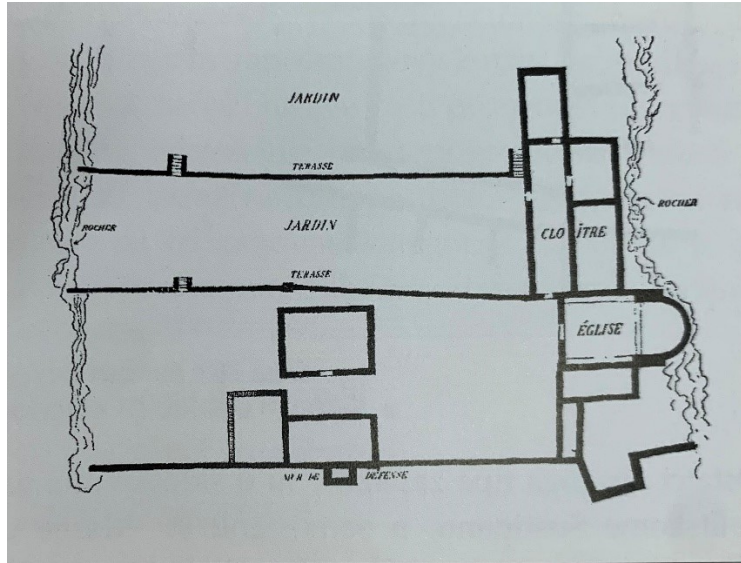 JARDIN
TERASSE
JARDIN
ROCHER
ROCHER
CLOÎTRE
TERASSE
ÉGLISE
MUR DE DÉFENSE